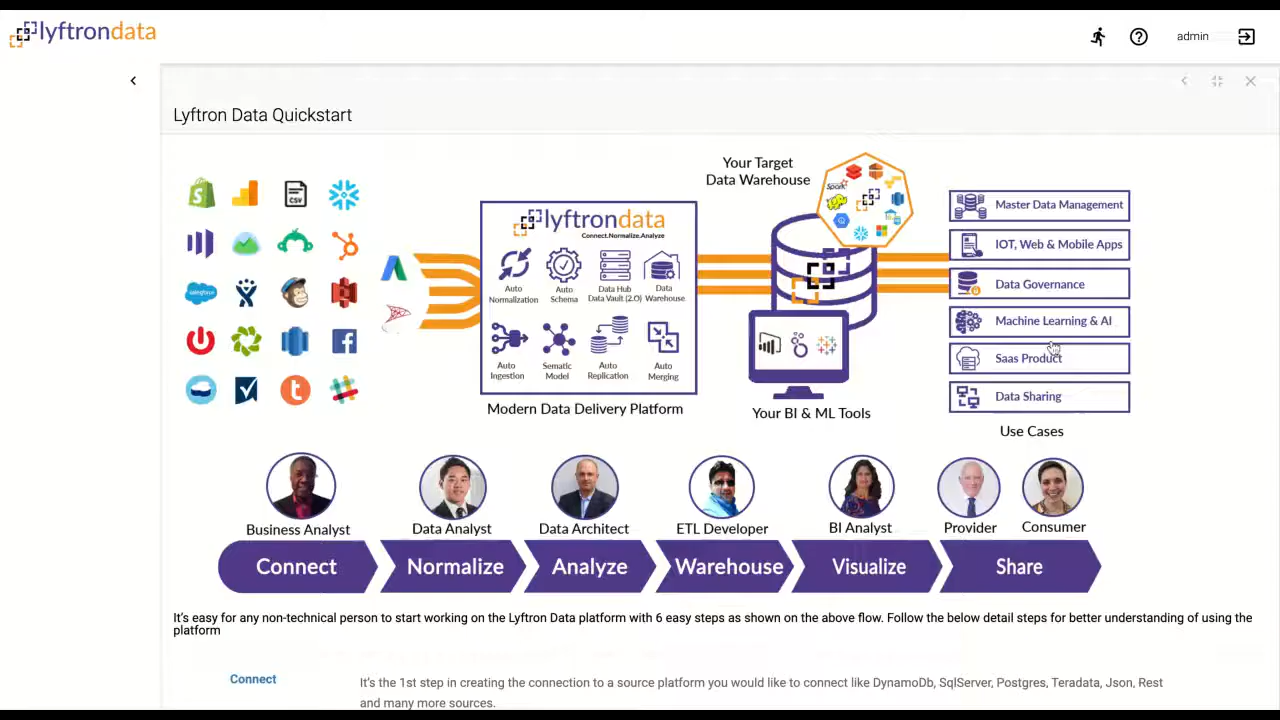 lyftrondata
admin
Lyftron Data Quickstart
Your Target
Data Warehouse
CSV
salesforce
Spark
lyftrondata
Connect.Normalize.Analyze
Auto
Normalization
Auto
Schema
Data Hub
Data Vault (2.O)
Data
Warehouse
Auto
Ingestion
Sematic
Model
Auto
Replication
Auto
Merging
Modern Data Delivery Platform
Your BI & ML Tools
Master Data Management
IOT, Web & Mobile Apps
Data Governance
Machine Learning & AI
Saas Product
Data Sharing
Use Cases
Business Analyst
Data Analyst
Data Architect
ETL Developer
BI Analyst
Provider
Consumer
Connect
Normalize
Analyze
Warehouse
Visualize
Share
It's easy for any non-technical person to start working on the Lyftron Data platform with 6 easy steps as shown on the above flow. Follow the below detail steps for better understanding of using the
platform
Connect
It's the 1st step in creating the connection to a source platform you would like to connect like DynamoDb, SqlServer, Postgres, Teradata, Json, Rest
and many more sources.